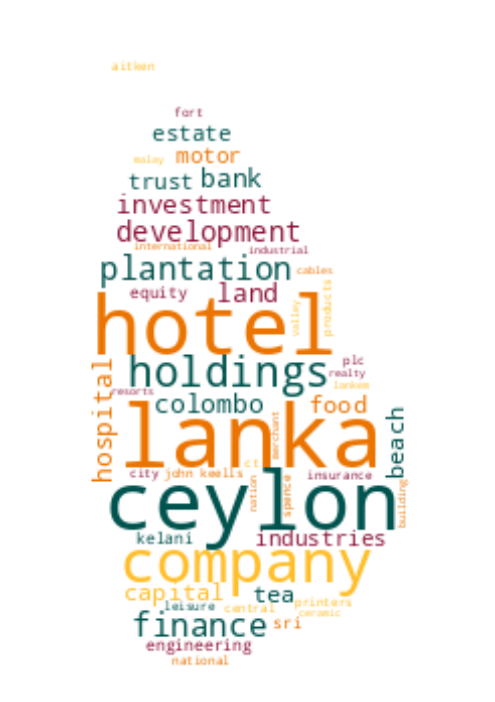 aitken
fort
estate
malay motor
trust bank
investment
development
international industrial
plantation cables
equity land products
hotel valley
holdings plc
realty
hospital resorts lankem
colombo food
lanka merchant beach
city john keells ct insurance
ceylon nation spence building
kelani industries
company
capital tea
leisure central printers
ceramic
finance sri
engineering
national